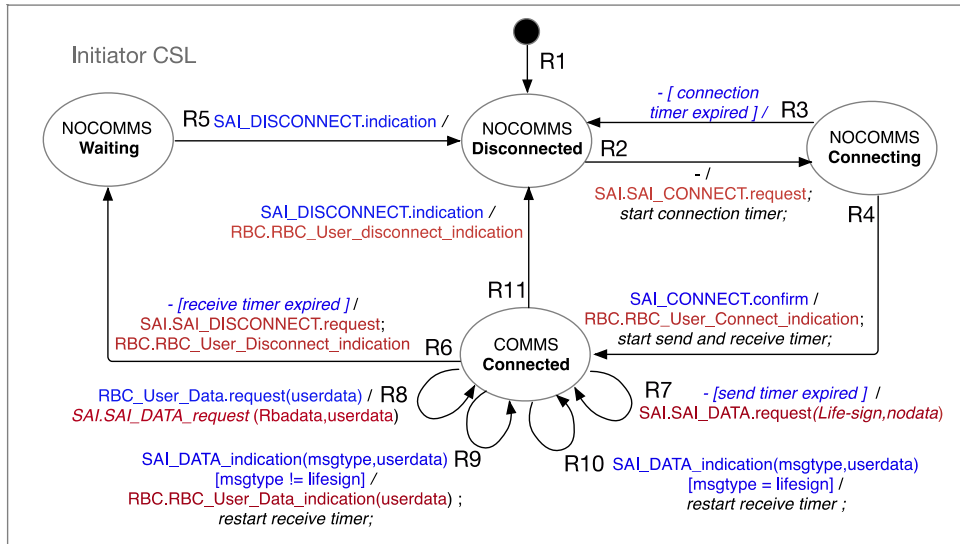 Initiator CSL
R1
NOCOMMS
Waiting
R5 SAI_DISCONNECT.indication /
NOCOMMS
Disconnected
- [ connection
timer expired ] /
R3
NOCOMMS
Connecting
R2
- /
SAI.SAI_CONNECT.request;
start connection timer;
R4
SAI_DISCONNECT.indication /
RBC.RBC_User_disconnect_indication
R11
- [receive timer expired ] /
SAI.SAI_DISCONNECT.request;
RBC.RBC_User_Disconnect_indication
R6
SAI_CONNECT.confirm /
RBC.RBC_User_Connect_indication;
start send and receive timer;
COMMS
Connected
RBC_User_Data.request(userdata) /
SAI.SAI_DATA_request (Rbadata,userdata)
R8
R7
- [send timer expired ] /
SAI.SAI_DATA.request(Life-sign,nodata)
SAI_DATA_indication(msgtype,userdata)
[msgtype != lifesign] /
RBC.RBC_User_Data_indication(userdata) ;
restart receive timer;
R9
R10
SAI_DATA_indication(msgtype,userdata)
[msgtype = lifesign] /
restart receive timer ;